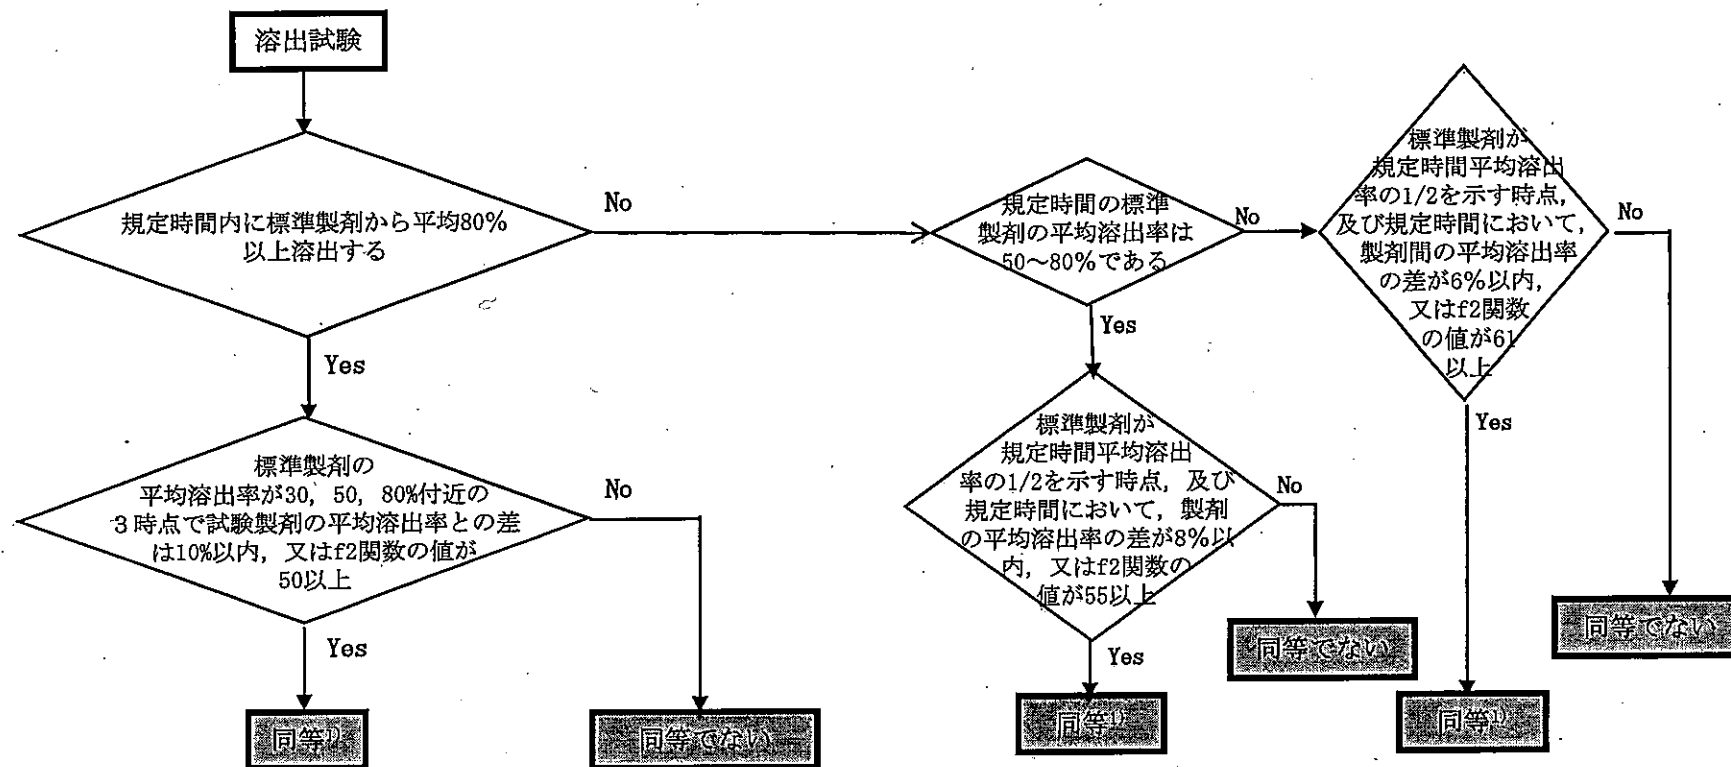 溶出試験
規定時間内に標準製剤から平均80%
以上溶出する
No
Yes
標準製剤の
平均溶出率が30, 50, 80%付近の
3時点で試験製剤の平均溶出率との差
は10%以内, 又はf2関数の値が
50以上
No
Yes
同等1)
同等でない
規定時間の標準
製剤の平均溶出率は
50～80%である
No
Yes
標準製剤が
規定時間平均溶出
率の1/2を示す時点, 及び
規定時間において, 製剤
の平均溶出率の差が8%以
内, 又はf2関数の
値が55以上
No
Yes
同等1)
同等でない
標準製剤が
規定時間平均溶出
率の1/2を示す時点,
及び規定時間において,
製剤間の平均溶出率
の差が6%以内,
又はf2関数
の値が61
以上
No
Yes
同等1)
同等でない